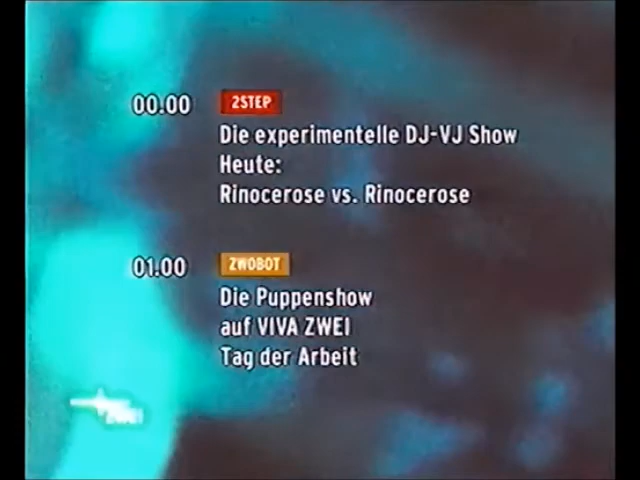 00.00 2STEP
Die experimentelle DJ-VJ Show
Heute:
Rinocerose vs. Rinocerose
01.00 ZWOBOT
Die Puppenshow
auf VIVA ZWEI
Tag der Arbeit
ZWEI